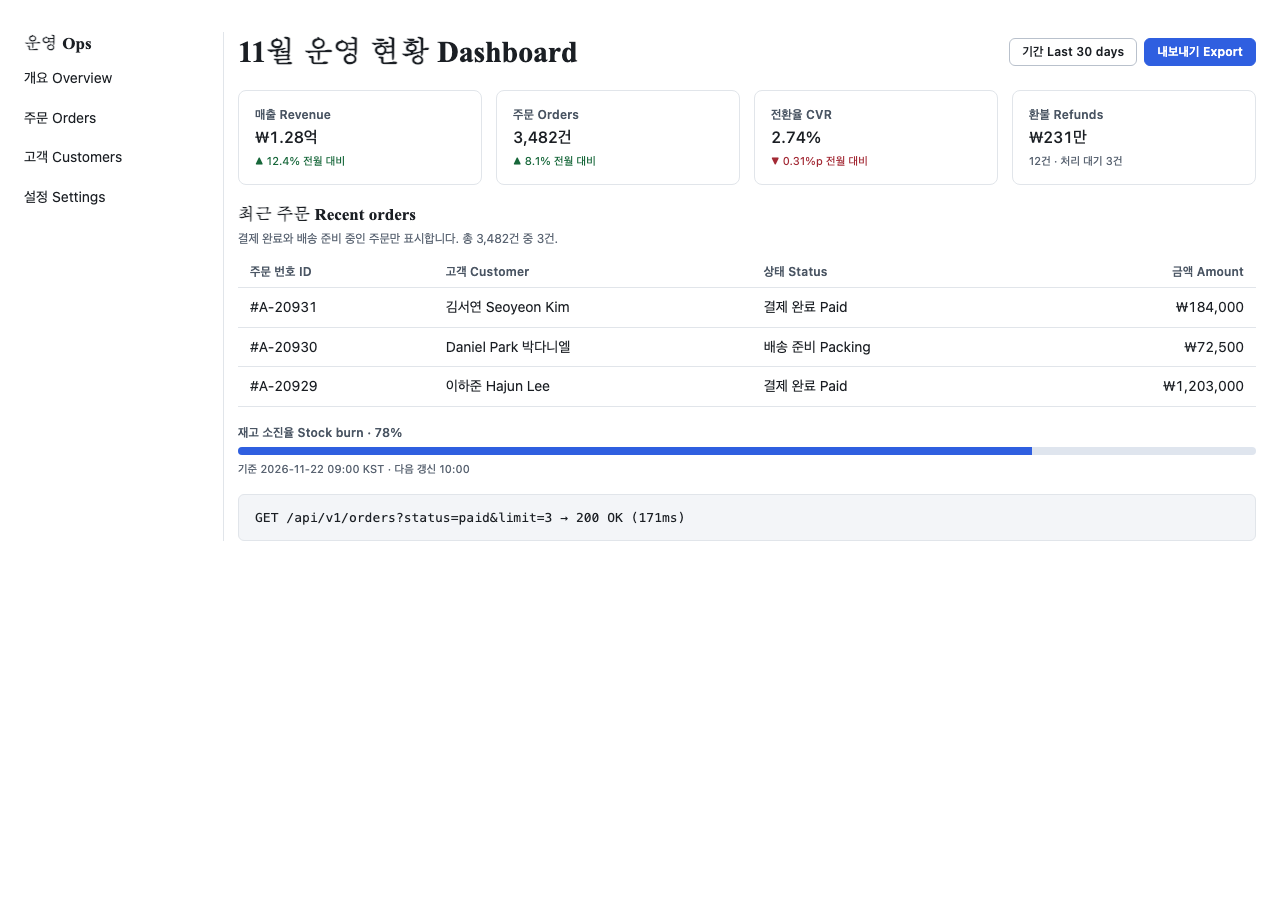 운영 Ops
개요 Overview
주문 Orders
고객 Customers
설정 Settings
11월 운영 현황 Dashboard
기간 Last 30 days
내보내기 Export
매출 Revenue
₩1.28억
▲ 12.4% 전월 대비
주문 Orders
3,482건
▲ 8.1% 전월 대비
전환율 CVR
2.74%
▼ 0.31%p 전월 대비
환불 Refunds
₩231만
12건 · 처리 대기 3건
최근 주문 Recent orders
결제 완료와 배송 준비 중인 주문만 표시합니다. 총 3,482건 중 3건.
주문 번호 ID 고객 Customer 상태 Status 금액 Amount
#A-20931 김서연 Seoyeon Kim 결제 완료 Paid ₩184,000
#A-20930 Daniel Park 박다니엘 배송 준비 Packing ₩72,500
#A-20929 이하준 Hajun Lee 결제 완료 Paid ₩1,203,000
재고 소진율 Stock burn · 78%
기준 2026-11-22 09:00 KST · 다음 갱신 10:00
GET /api/v1/orders?status=paid&limit=3 → 200 OK (171ms)